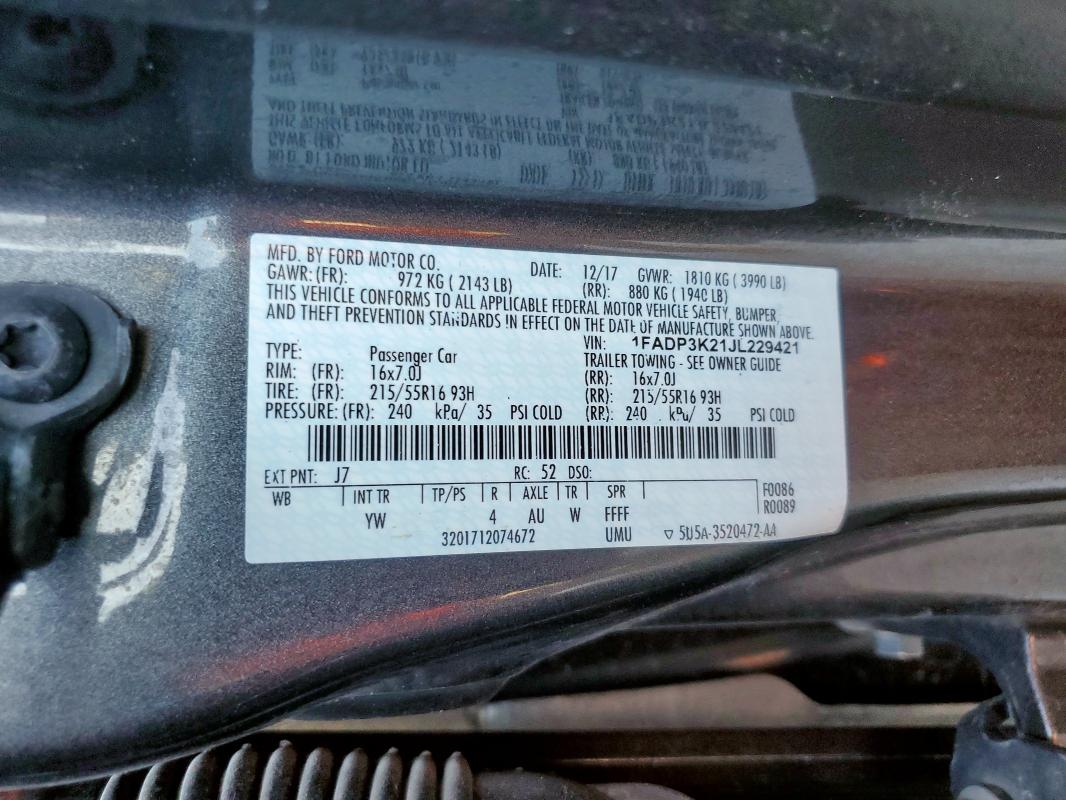 MFD. BY FORD MOTOR CO. DATE: 12/17 GVWR: 1810 KG ( 3990 LB)
GAWR: (FR): 972 KG ( 2143 LB) (RR): 880 KG ( 1940 LB)
THIS VEHICLE CONFORMS TO ALL APPLICABLE FEDERAL MOTOR VEHICLE SAFETY, BUMPER,
AND THEFT PREVENTION STANDARDS IN EFFECT ON THE DATE OF MANUFACTURE SHOWN ABOVE.
VIN: 1FADP3K21JL229421
TYPE: Passenger Car TRAILER TOWING - SEE OWNER GUIDE
RIM: (FR): 16x7.0J (RR): 16x7.0J
TIRE: (FR): 215/55R16 93H (RR): 215/55R16 93H
PRESSURE: (FR): 240 kPa/ 35 PSI COLD (RR): 240 kPa/ 35 PSI COLD
EXT PNT: J7 RC: 52 DSO:
WB INT TR TP/PS R AXLE TR SPR F0086
YW 4 AU W FFFF R0089
3201712074672 UMU ▽ 5U5A-3520472-AA